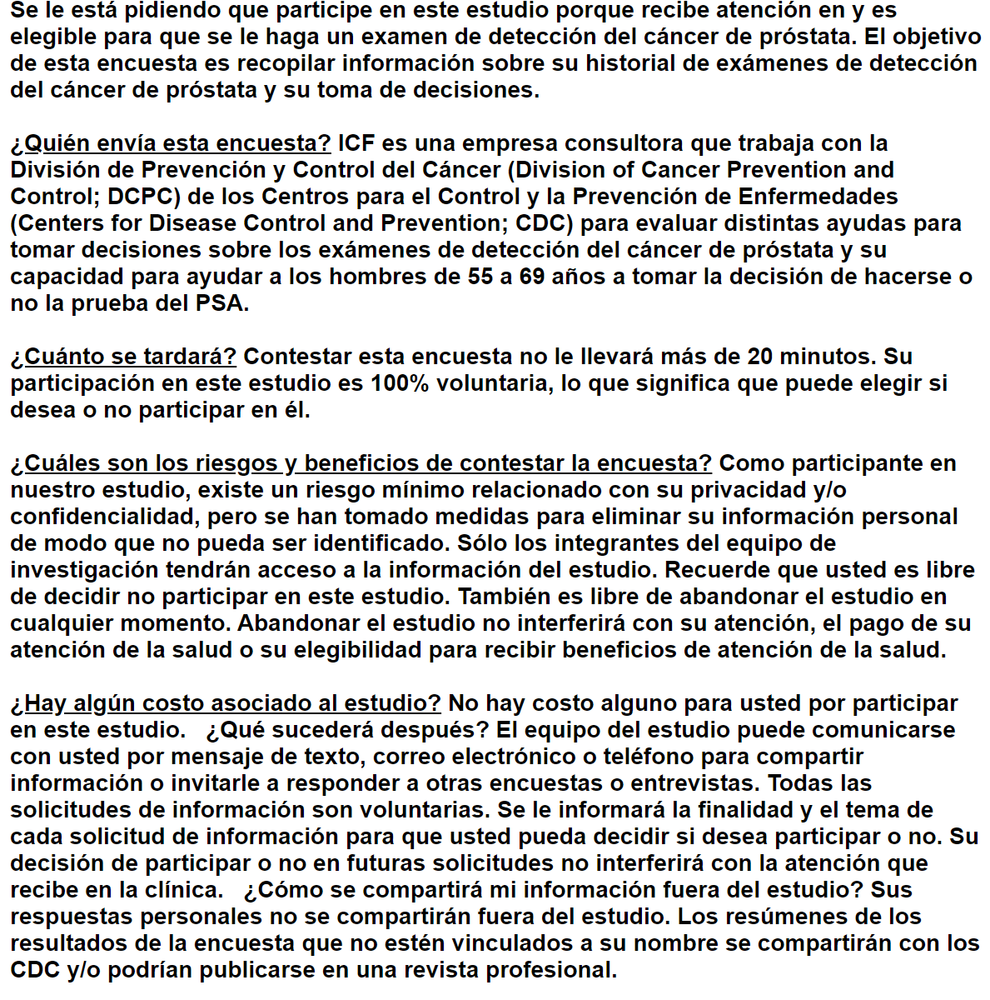 Se le está pidiendo que participe en este estudio porque recibe atención en y es
elegible para que se le haga un examen de detección del cáncer de próstata. El objetivo
de esta encuesta es recopilar información sobre su historial de exámenes de detección
del cáncer de próstata y su toma de decisiones.
¿Quién envía esta encuesta? ICF es una empresa consultora que trabaja con la
División de Prevención y Control del Cáncer (Division of Cancer Prevention and
Control; DCPC) de los Centros para el Control y la Prevención de Enfermedades
(Centers for Disease Control and Prevention; CDC) para evaluar distintas ayudas para
tomar decisiones sobre los exámenes de detección del cáncer de próstata y su
capacidad para ayudar a los hombres de 55 a 69 años a tomar la decisión de hacerse o
no la prueba del PSA.
¿Cuánto se tardará? Contestar esta encuesta no le llevará más de 20 minutos. Su
participación en este estudio es 100% voluntaria, lo que significa que puede elegir si
desea o no participar en él.
¿Cuáles son los riesgos y beneficios de contestar la encuesta? Como participante en
nuestro estudio, existe un riesgo mínimo relacionado con su privacidad y/o
confidencialidad, pero se han tomado medidas para eliminar su información personal
de modo que no pueda ser identificado. Sólo los integrantes del equipo de
investigación tendrán acceso a la información del estudio. Recuerde que usted es libre
de decidir no participar en este estudio. También es libre de abandonar el estudio en
cualquier momento. Abandonar el estudio no interferirá con su atención, el pago de su
atención de la salud o su elegibilidad para recibir beneficios de atención de la salud.
¿Hay algún costo asociado al estudio? No hay costo alguno para usted por participar
en este estudio.   ¿Qué sucederá después? El equipo del estudio puede comunicarse
con usted por mensaje de texto, correo electrónico o teléfono para compartir
información o invitarle a responder a otras encuestas o entrevistas. Todas las
solicitudes de información son voluntarias. Se le informará la finalidad y el tema de
cada solicitud de información para que usted pueda decidir si desea participar o no. Su
decisión de participar o no en futuras solicitudes no interferirá con la atención que
recibe en la clínica.   ¿Cómo se compartirá mi información fuera del estudio? Sus
respuestas personales no se compartirán fuera del estudio. Los resúmenes de los
resultados de la encuesta que no estén vinculados a su nombre se compartirán con los
CDC y/o podrían publicarse en una revista profesional.